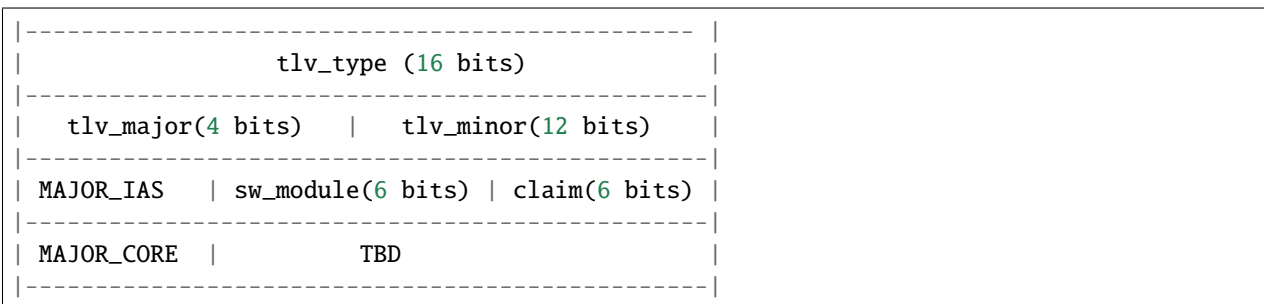 |------------------------------------------------ |
|                  tlv_type (16 bits)             |
|-------------------------------------------------|
|   tlv_major(4 bits)   |   tlv_minor(12 bits)    |
|-------------------------------------------------|
| MAJOR_IAS   | sw_module(6 bits) | claim(6 bits) |
|-------------------------------------------------|
| MAJOR_CORE  |          TBD                      |
|-------------------------------------------------|